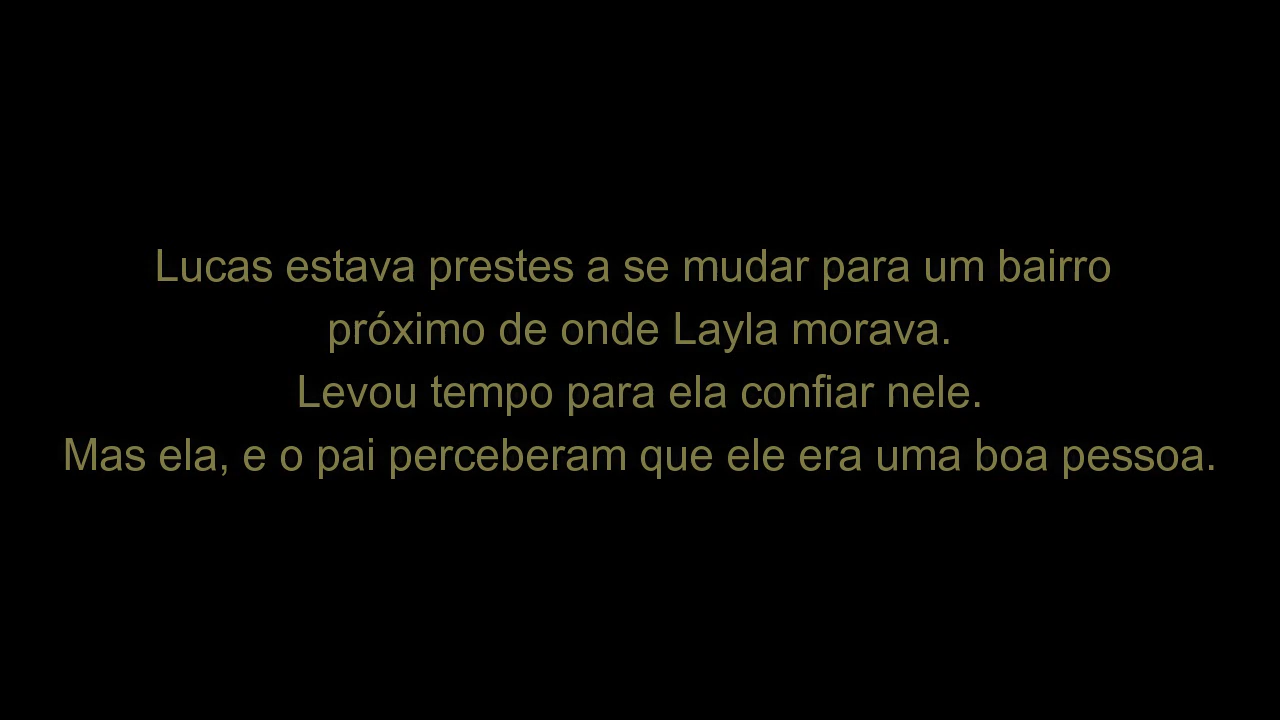 Lucas estava prestes a se mudar para um bairro
próximo de onde Layla morava.
Levou tempo para ela confiar nele.
Mas ela, e o pai perceberam que ele era uma boa pessoa.